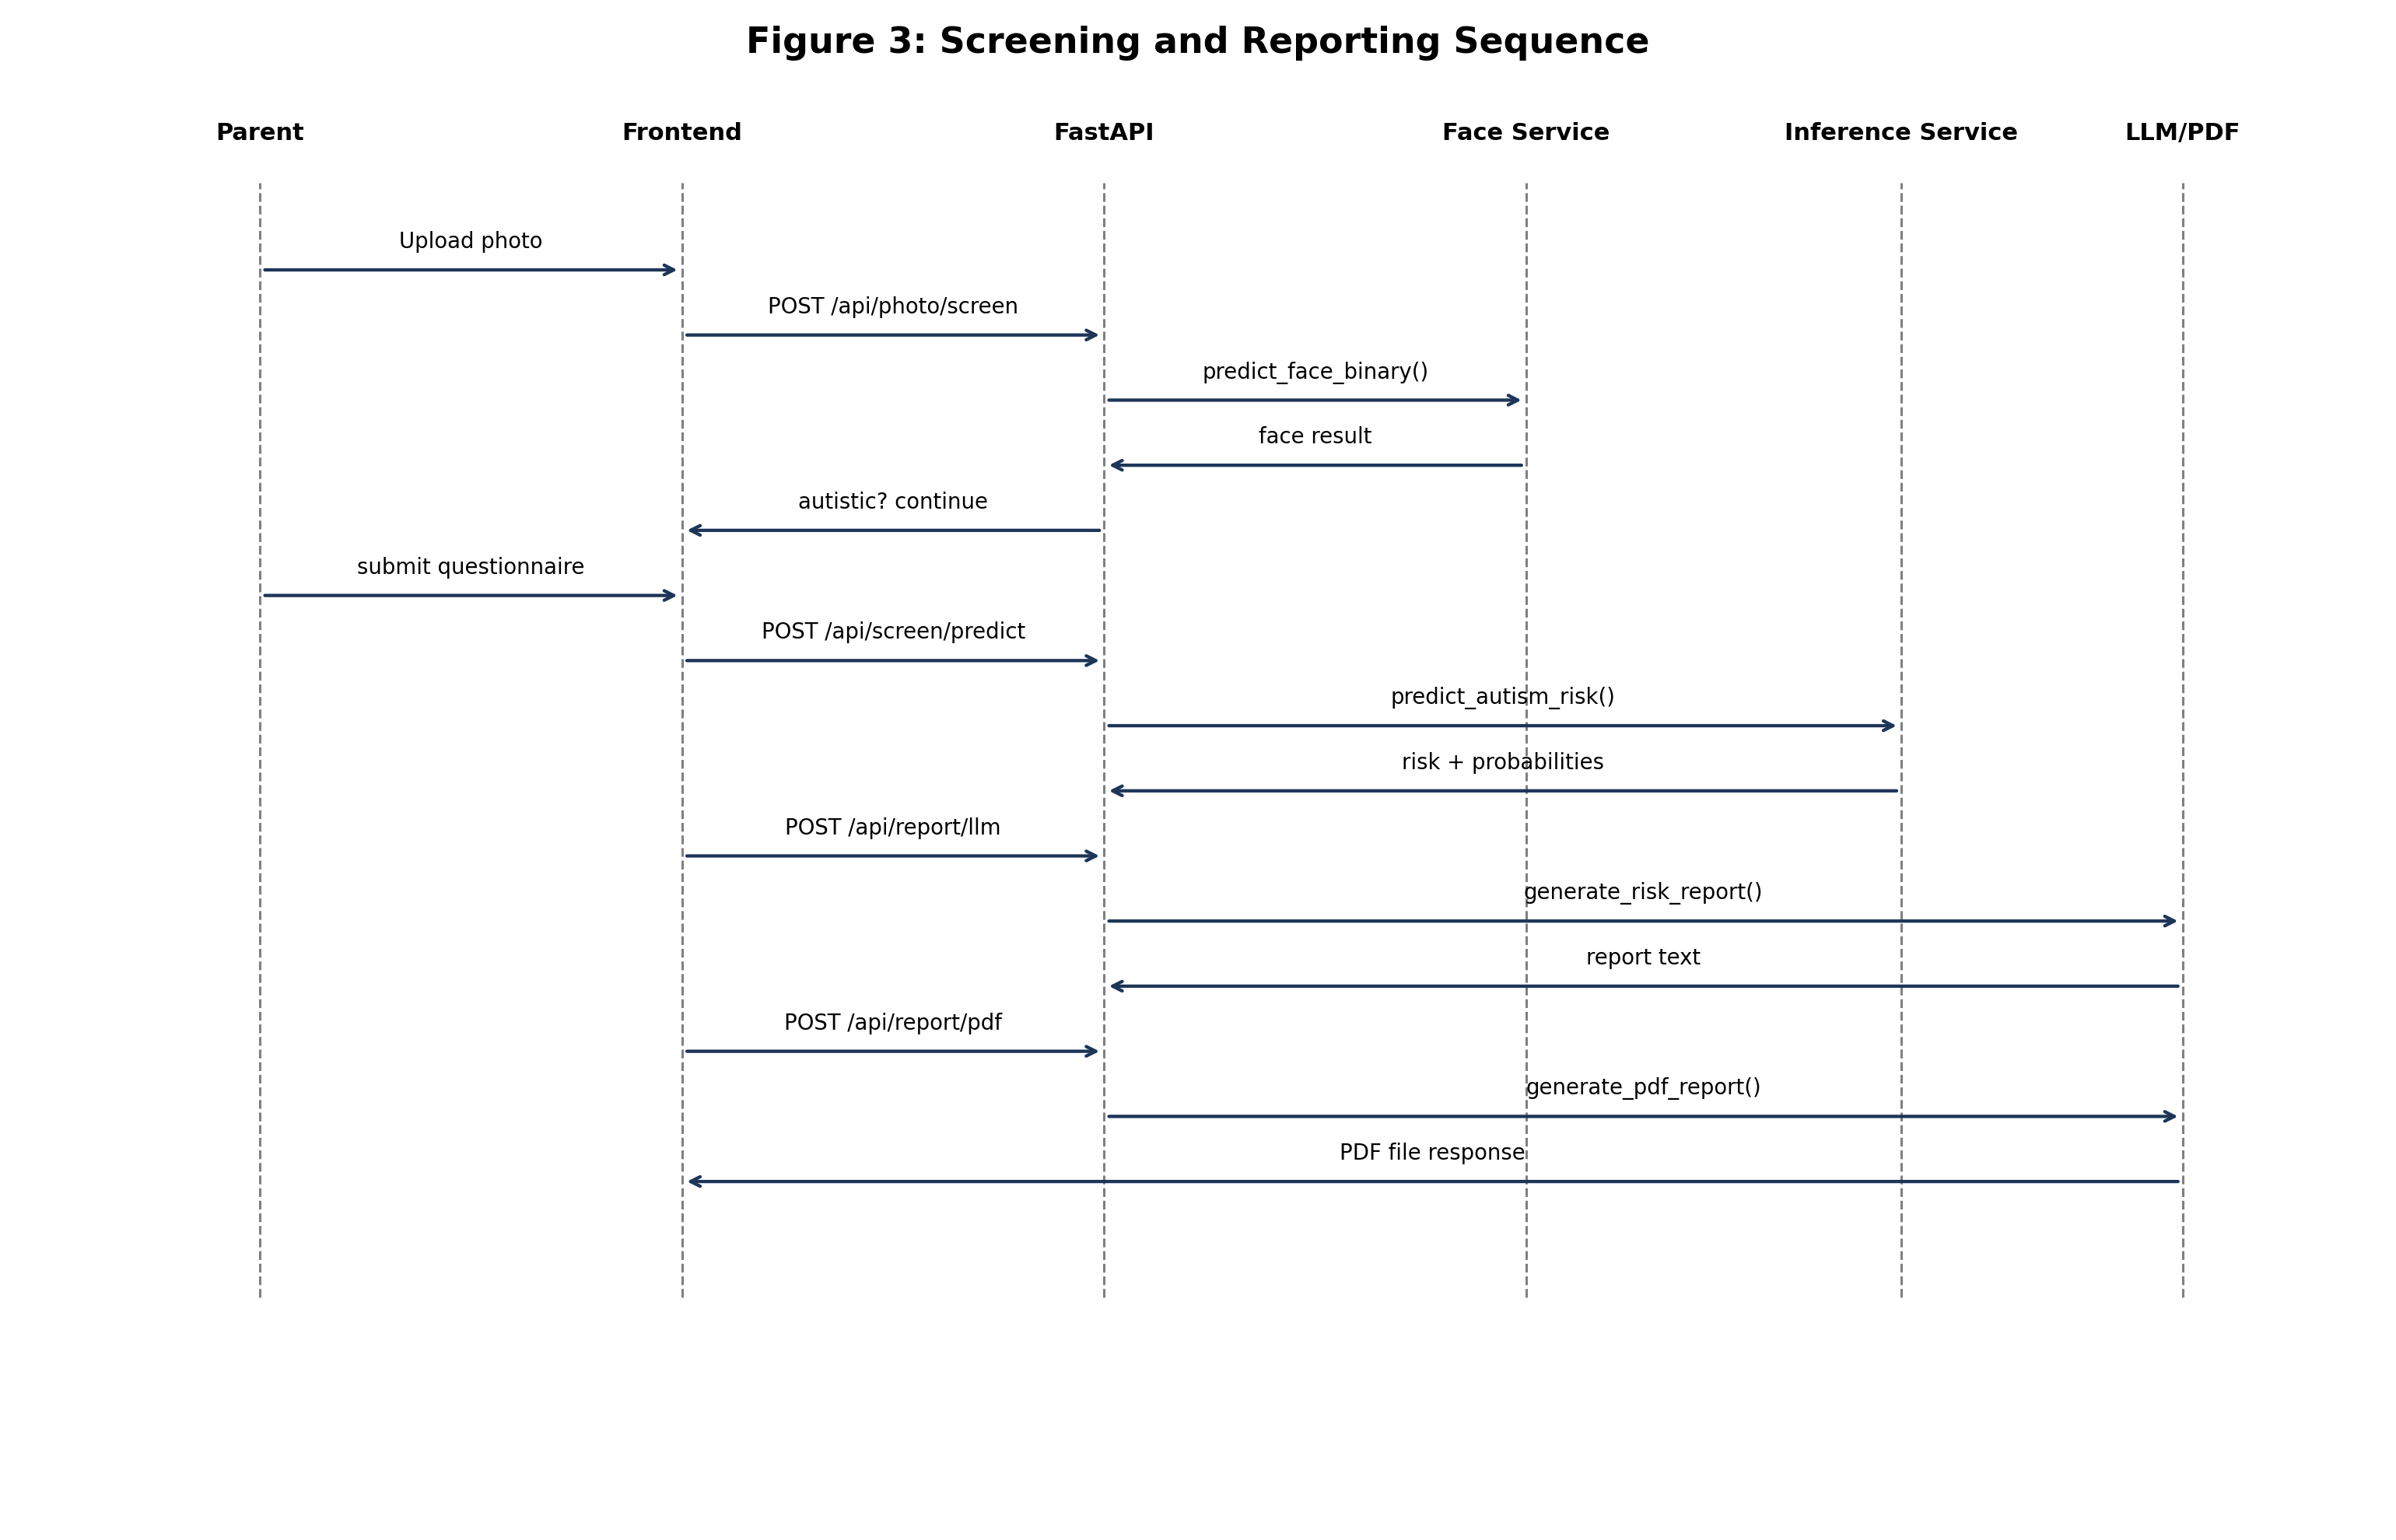 Figure 3: Screening and Reporting Sequence
Parent
Frontend
FastAPI
Face Service
Inference Service
LLM/PDF
Upload photo
POST /api/photo/screen
predict_face_binary()
face result
autistic? continue
submit questionnaire
POST /api/screen/predict
predict_autism_risk()
risk + probabilities
POST /api/report/llm
generate_risk_report()
report text
POST /api/report/pdf
generate_pdf_report()
PDF file response